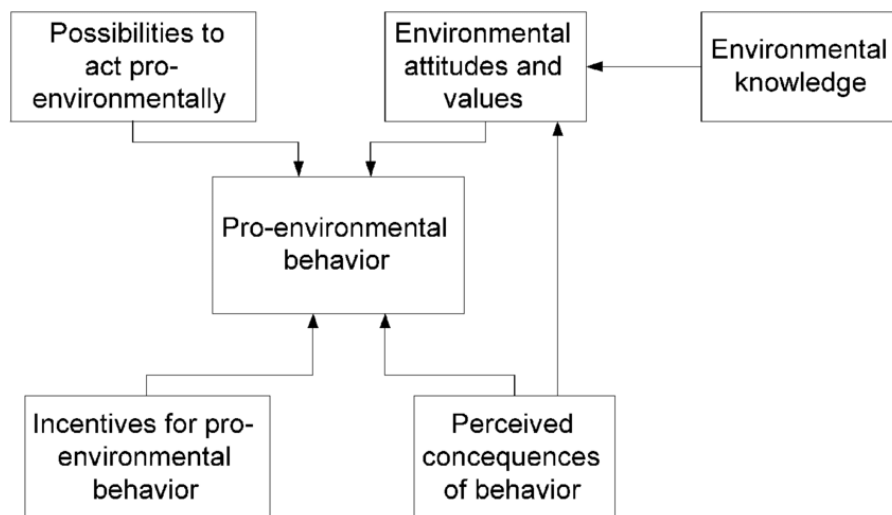 Possibilities to
act pro-
environmentally
Environmental
attitudes and
values
Environmental
knowledge
Pro-environmental
behavior
Incentives for pro-
environmental
behavior
Perceived
concequences
of behavior